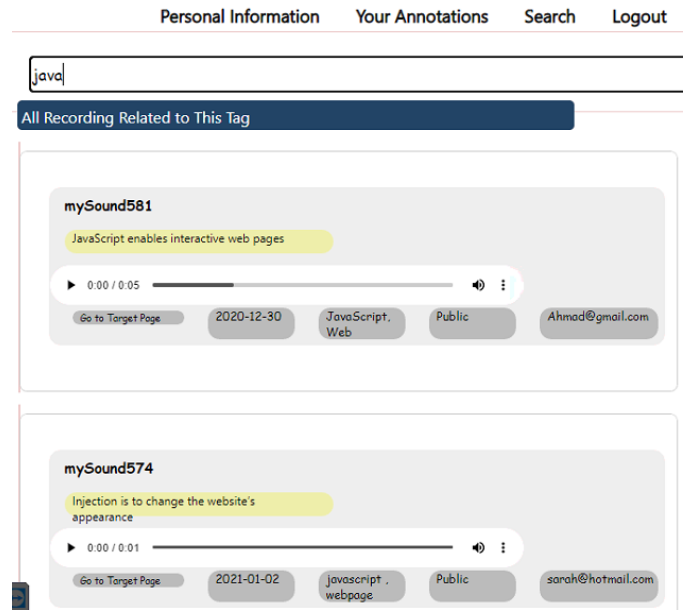 Personal Information Your Annotations Search Logout
java
All Recording Related to This Tag
mySound581
JavaScript enables interactive web pages
0:00 / 0:05
Go to Target Page 2020-12-30 JavaScript, Public Ahmad@gmail.com
Web
mySound574
Injection is to change the website's
appearance
0:00 / 0:01
Go to Target Page 2021-01-02 javascript , Public sarah@hotmail.com
webpage